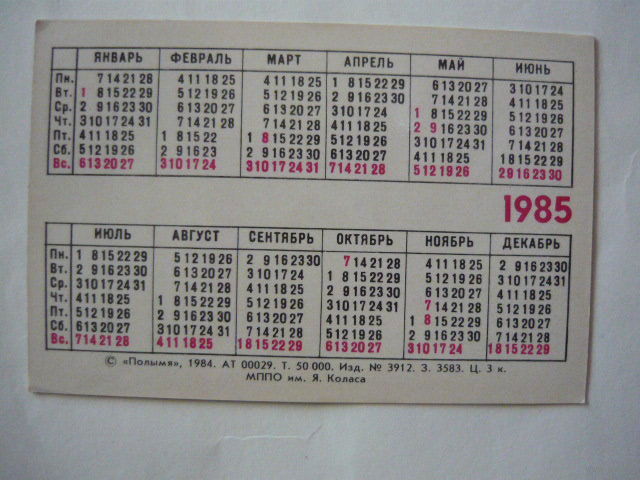 ЯНВАРЬ ФЕВРАЛЬ МАРТ АПРЕЛЬ МАЙ ИЮНЬ
Пн. 7 14 21 28 4 11 18 25 4 11 18 25 1 8 15 22 29 6 13 20 27 3 10 17 24
Вт. 1 8 15 22 29 5 12 19 26 5 12 19 26 2 9 16 23 30 7 14 21 28 4 11 18 25
Ср. 2 9 16 23 30 6 13 20 27 6 13 20 27 3 10 17 24 1 8 15 22 29 5 12 19 26
Чт. 3 10 17 24 31 7 14 21 28 7 14 21 28 4 11 18 25 2 9 16 23 30 6 13 20 27
Пт. 4 11 18 25 1 8 15 22 1 8 15 22 29 5 12 19 26 3 10 17 24 31 7 14 21 28
Сб. 5 12 19 26 2 9 16 23 2 9 16 23 30 6 13 20 27 4 11 18 25 1 8 15 22 29
Вс. 6 13 20 27 3 10 17 24 3 10 17 24 31 7 14 21 28 5 12 19 26 2 9 16 23 30
1985
ИЮЛЬ АВГУСТ СЕНТЯБРЬ ОКТЯБРЬ НОЯБРЬ ДЕКАБРЬ
Пн. 1 8 15 22 29 5 12 19 26 2 9 16 23 30 7 14 21 28 4 11 18 25 2 9 16 23 30
Вт. 2 9 16 23 30 6 13 20 27 3 10 17 24 1 8 15 22 29 5 12 19 26 3 10 17 24 31
Ср. 3 10 17 24 31 7 14 21 28 4 11 18 25 2 9 16 23 30 6 13 20 27 4 11 18 25
Чт. 4 11 18 25 1 8 15 22 29 5 12 19 26 3 10 17 24 31 7 14 21 28 5 12 19 26
Пт. 5 12 19 26 2 9 16 23 30 6 13 20 27 4 11 18 25 1 8 15 22 29 6 13 20 27
Сб. 6 13 20 27 3 10 17 24 31 7 14 21 28 5 12 19 26 2 9 16 23 30 7 14 21 28
Вс. 7 14 21 28 4 11 18 25 1 8 15 22 29 6 13 20 27 3 10 17 24 1 8 15 22 29
© «Полымя», 1984. АТ 00029. Т. 50 000. Изд. № 3912. З. 3583. Ц. 3 к.
МППО им. Я. Коласа